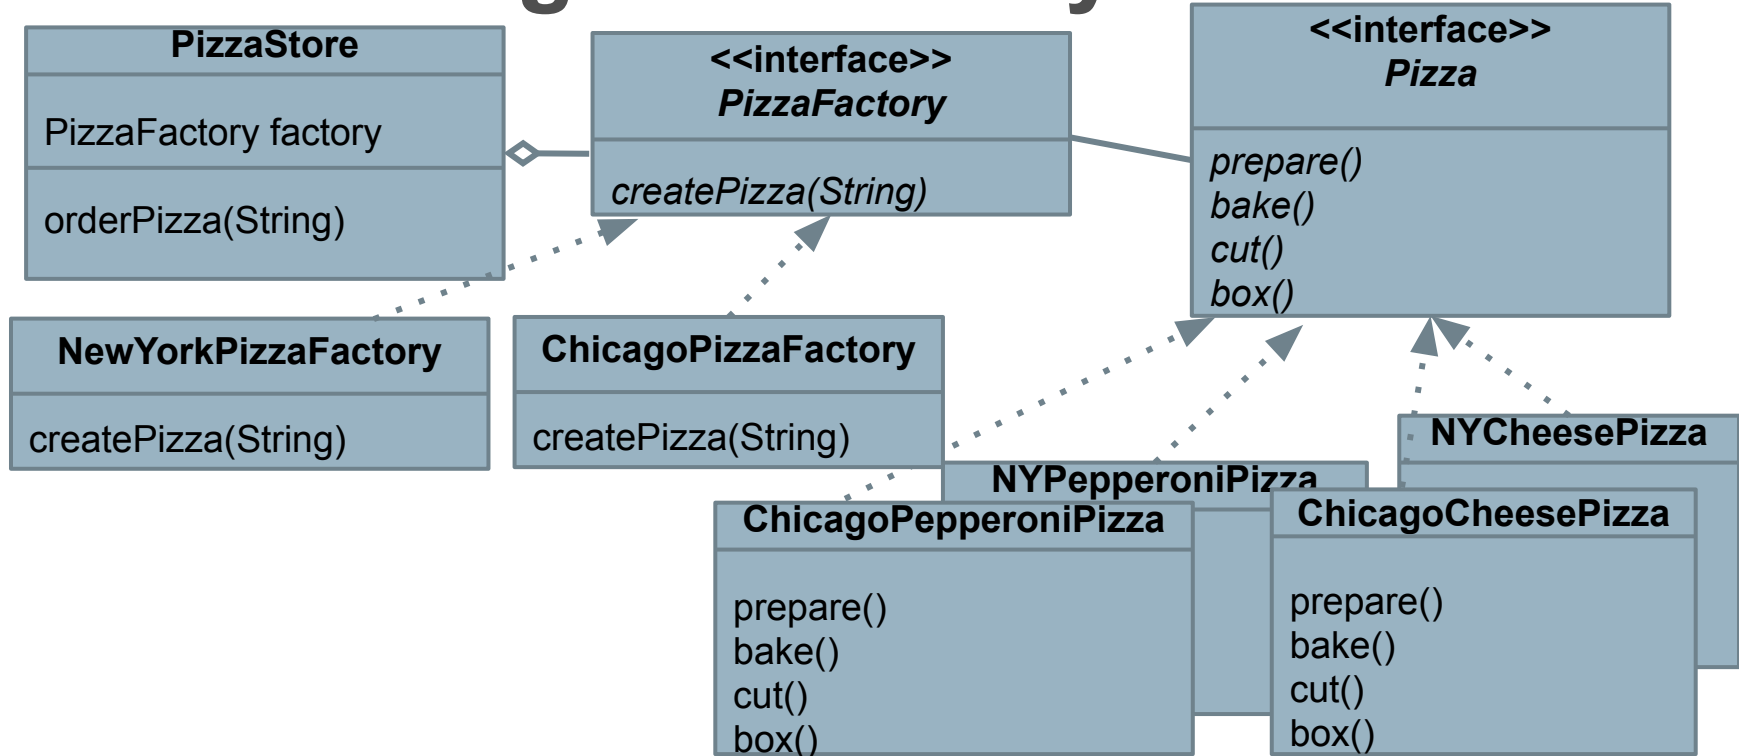 PizzaStore
PizzaFactory factory
orderPizza(String)
<<interface>>
PizzaFactory
createPizza(String)
<<interface>>
Pizza
prepare()
bake()
cut()
box()
NewYorkPizzaFactory
createPizza(String)
ChicagoPizzaFactory
createPizza(String)
NYPepperoniPizza
NYCheesePizza
ChicagoPepperoniPizza
prepare()
bake()
cut()
box()
ChicagoCheesePizza
prepare()
bake()
cut()
box()